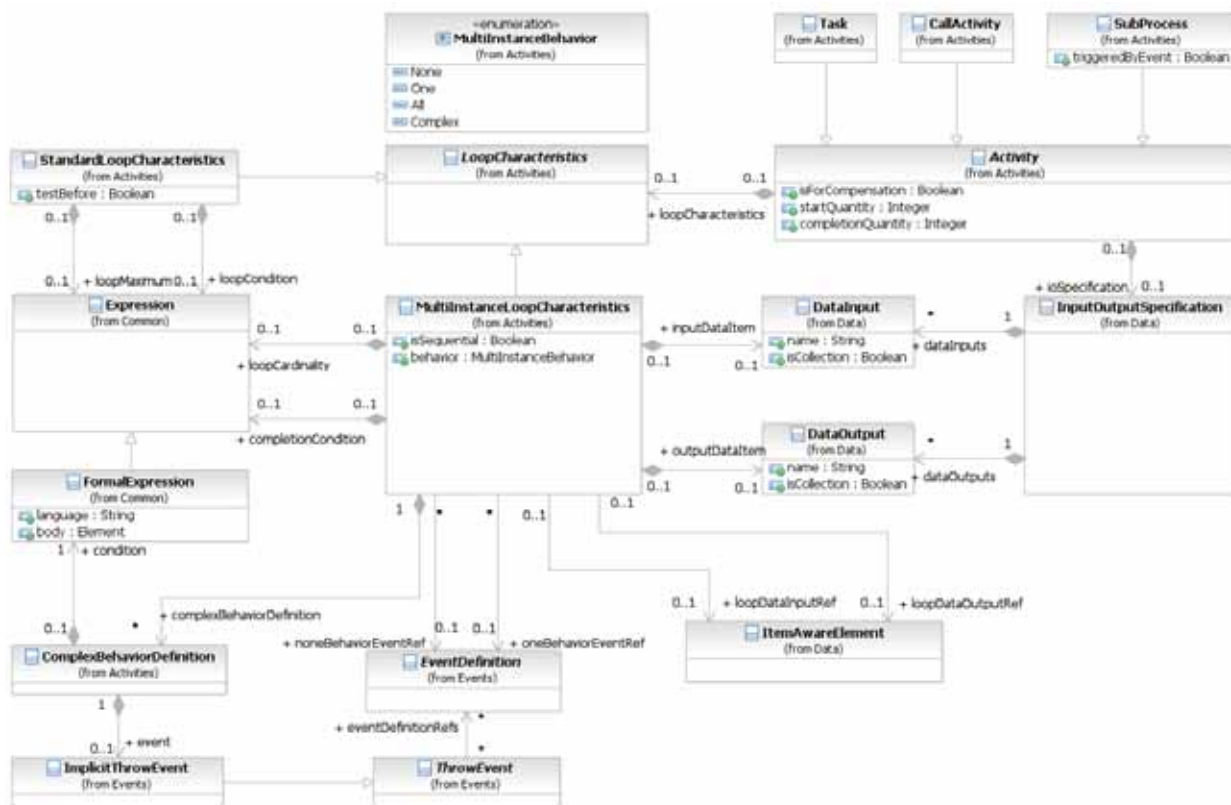 «enumeration»
MultiInstanceBehavior
(from Activities)
None
One
All
Complex
Task
(from Activities)
CallActivity
(from Activities)
SubProcess
(from Activities)
triggeredByEvent : Boolean
StandardLoopCharacteristics
(from Activities)
testBefore : Boolean
LoopCharacteristics
(from Activities)
Activity
(from Activities)
isForCompensation : Boolean
startQuantity : Integer
completionQuantity : Integer
0..1
0..1
+ loopCharacteristics
0..1
0..1
0..1
0..1
+ loopMaximum
0..1
+ loopCondition
0..1
+ ioSpecification
0..1
Expression
(from Common)
MultiInstanceLoopCharacteristics
(from Activities)
isSequential : Boolean
behavior : MultiInstanceBehavior
DataInput
(from Data)
name : String
isCollection : Boolean
InputOutputSpecification
(from Data)
0..1
0..1
+ loopCardinality
0..1
0..1
+ completionCondition
+ inputDataItem
0..1
0..1
*
1
+ dataInputs
DataOutput
(from Data)
name : String
isCollection : Boolean
+ outputDataItem
0..1
0..1
*
1
+ dataOutputs
FormalExpression
(from Common)
language : String
body : Element
1
+ condition
1
*
*
0..1
0..1
+ complexBehaviorDefinition
0..1
*
+ noneBehaviorEventRef
0..1
0..1
+ oneBehaviorEventRef
0..1
+ loopDataInputRef
0..1
+ loopDataOutputRef
ComplexBehaviorDefinition
(from Activities)
EventDefinition
(from Events)
ItemAwareElement
(from Data)
1
0..1
+ event
+ eventDefinitionRefs
*
*
ImplicitThrowEvent
(from Events)
ThrowEvent
(from Events)